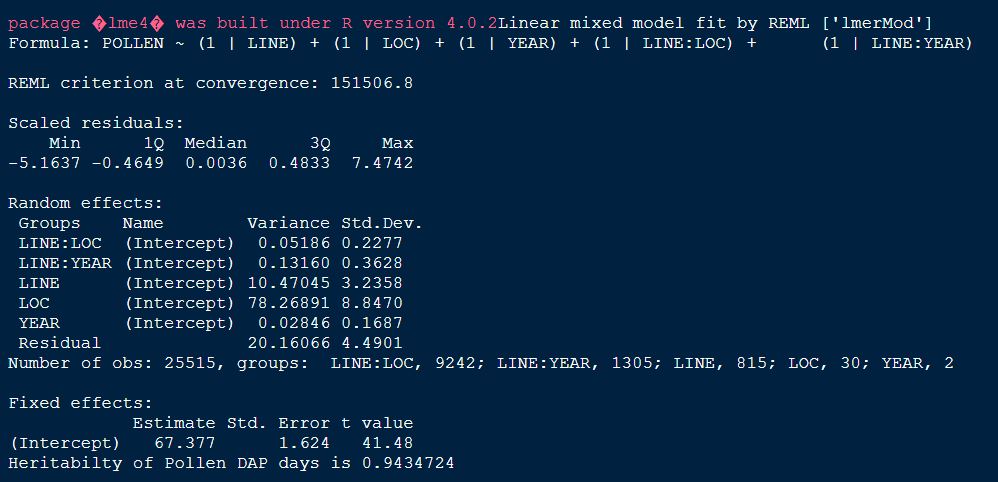 package �lme4� was built under R version 4.0.2Linear mixed model fit by REML ['lmerMod']
Formula: POLLEN ~ (1 | LINE) + (1 | LOC) + (1 | YEAR) + (1 | LINE:LOC) +      (1 | LINE:YEAR)
REML criterion at convergence: 151506.8
Scaled residuals:
    Min      1Q  Median      3Q     Max
-5.1637 -0.4649  0.0036  0.4833  7.4742
Random effects:
 Groups    Name        Variance Std.Dev.
 LINE:LOC  (Intercept)  0.05186 0.2277
 LINE:YEAR (Intercept)  0.13160 0.3628
 LINE      (Intercept) 10.47045 3.2358
 LOC       (Intercept) 78.26891 8.8470
 YEAR      (Intercept)  0.02846 0.1687
 Residual              20.16066 4.4901
Number of obs: 25515, groups:  LINE:LOC, 9242; LINE:YEAR, 1305; LINE, 815; LOC, 30; YEAR, 2
Fixed effects:
            Estimate Std. Error t value
(Intercept)   67.377      1.624   41.48
Heritabilty of Pollen DAP days is 0.9434724